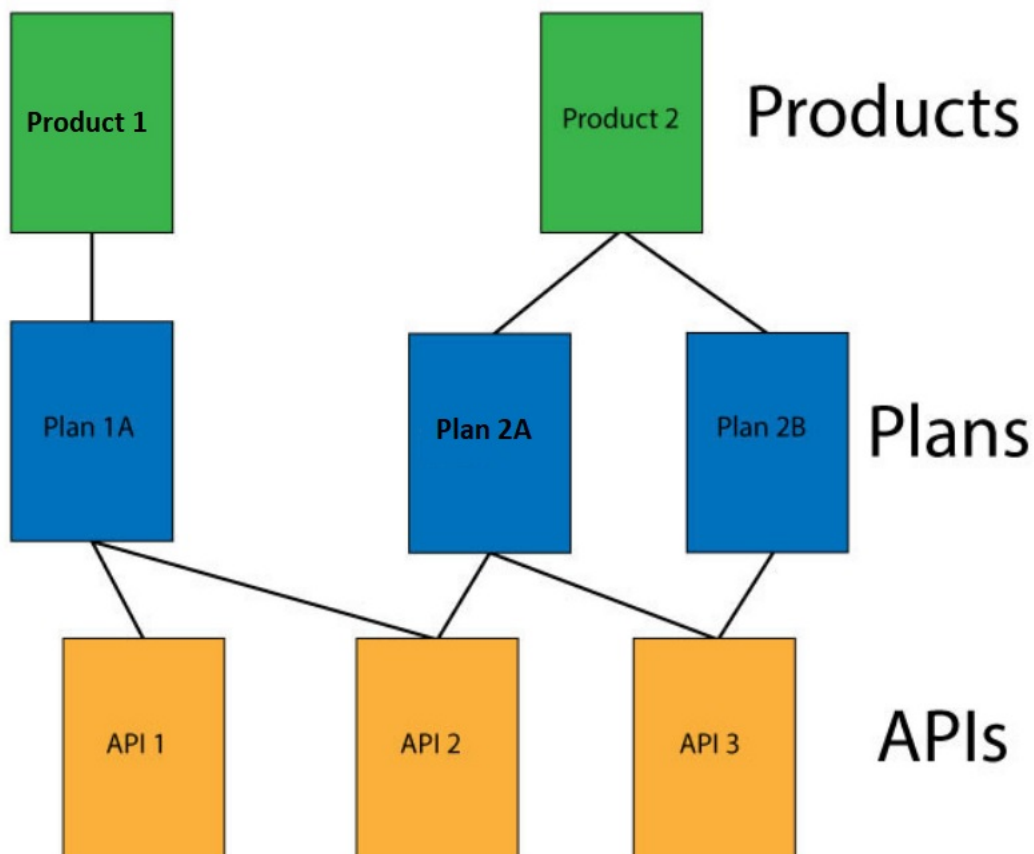 Product 1
Product 2
Products
Plan 1A
Plan 2A
Plan 2B
Plans
API 1
API 2
API 3
APIs